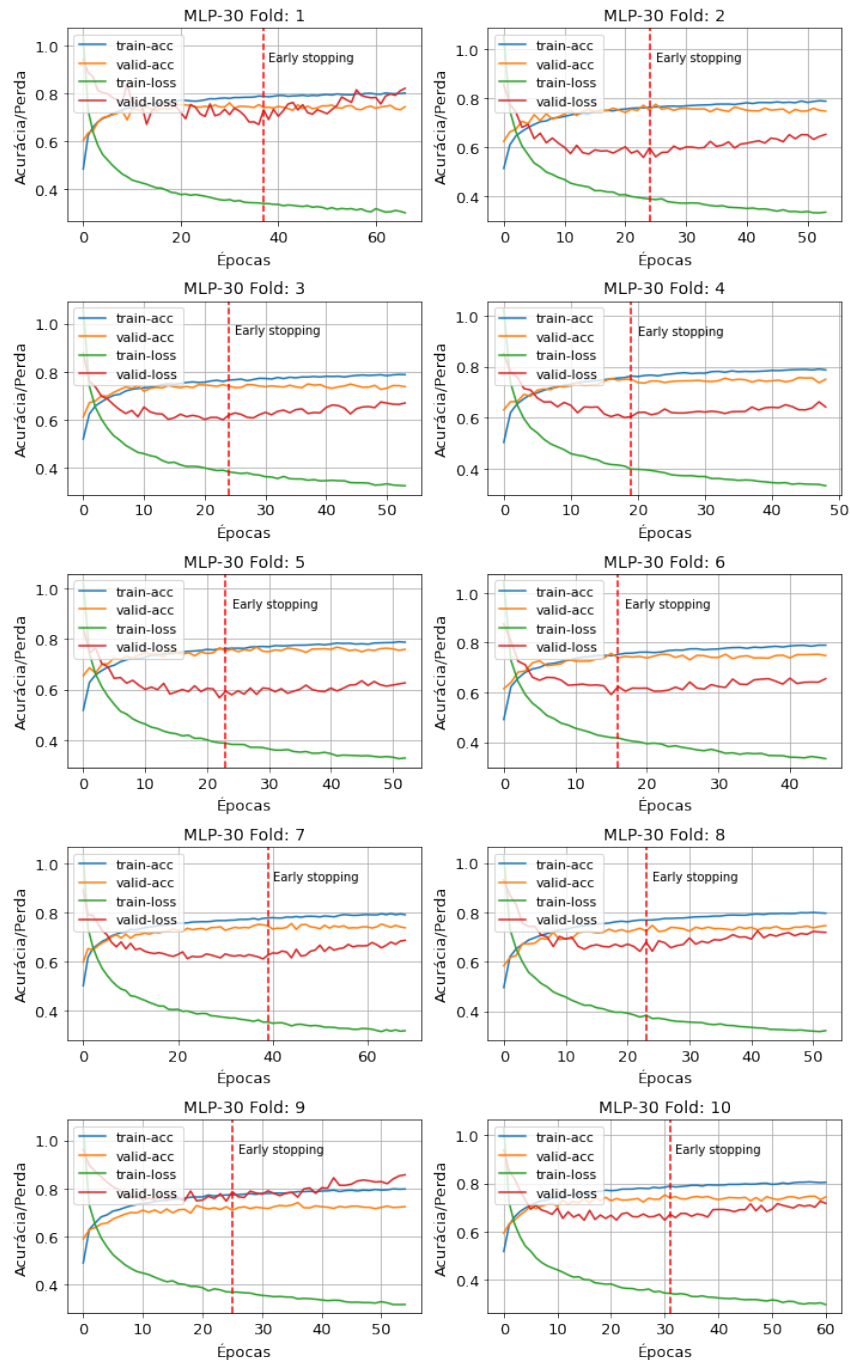 MLP-30 Fold: 1
Acurácia/Perda
1.0
0.8
0.6
0.4
train-acc
valid-acc
train-loss
valid-loss
Early stopping
0 20 40 60
Épocas
MLP-30 Fold: 2
Acurácia/Perda
1.0
0.8
0.6
0.4
train-acc
valid-acc
train-loss
valid-loss
Early stopping
0 10 20 30 40 50
Épocas
MLP-30 Fold: 3
Acurácia/Perda
1.0
0.8
0.6
0.4
train-acc
valid-acc
train-loss
valid-loss
Early stopping
0 10 20 30 40 50
Épocas
MLP-30 Fold: 4
Acurácia/Perda
1.0
0.8
0.6
0.4
train-acc
valid-acc
train-loss
valid-loss
Early stopping
0 10 20 30 40 50
Épocas
MLP-30 Fold: 5
Acurácia/Perda
1.0
0.8
0.6
0.4
train-acc
valid-acc
train-loss
valid-loss
Early stopping
0 10 20 30 40 50
Épocas
MLP-30 Fold: 6
Acurácia/Perda
1.0
0.8
0.6
0.4
train-acc
valid-acc
train-loss
valid-loss
Early stopping
0 10 20 30 40
Épocas
MLP-30 Fold: 7
Acurácia/Perda
1.0
0.8
0.6
0.4
train-acc
valid-acc
train-loss
valid-loss
Early stopping
0 20 40 60
Épocas
MLP-30 Fold: 8
Acurácia/Perda
1.0
0.8
0.6
0.4
train-acc
valid-acc
train-loss
valid-loss
Early stopping
0 10 20 30 40 50
Épocas
MLP-30 Fold: 9
Acurácia/Perda
1.0
0.8
0.6
0.4
train-acc
valid-acc
train-loss
valid-loss
Early stopping
0 10 20 30 40 50
Épocas
MLP-30 Fold: 10
Acurácia/Perda
1.0
0.8
0.6
0.4
train-acc
valid-acc
train-loss
valid-loss
Early stopping
0 10 20 30 40 50 60
Épocas